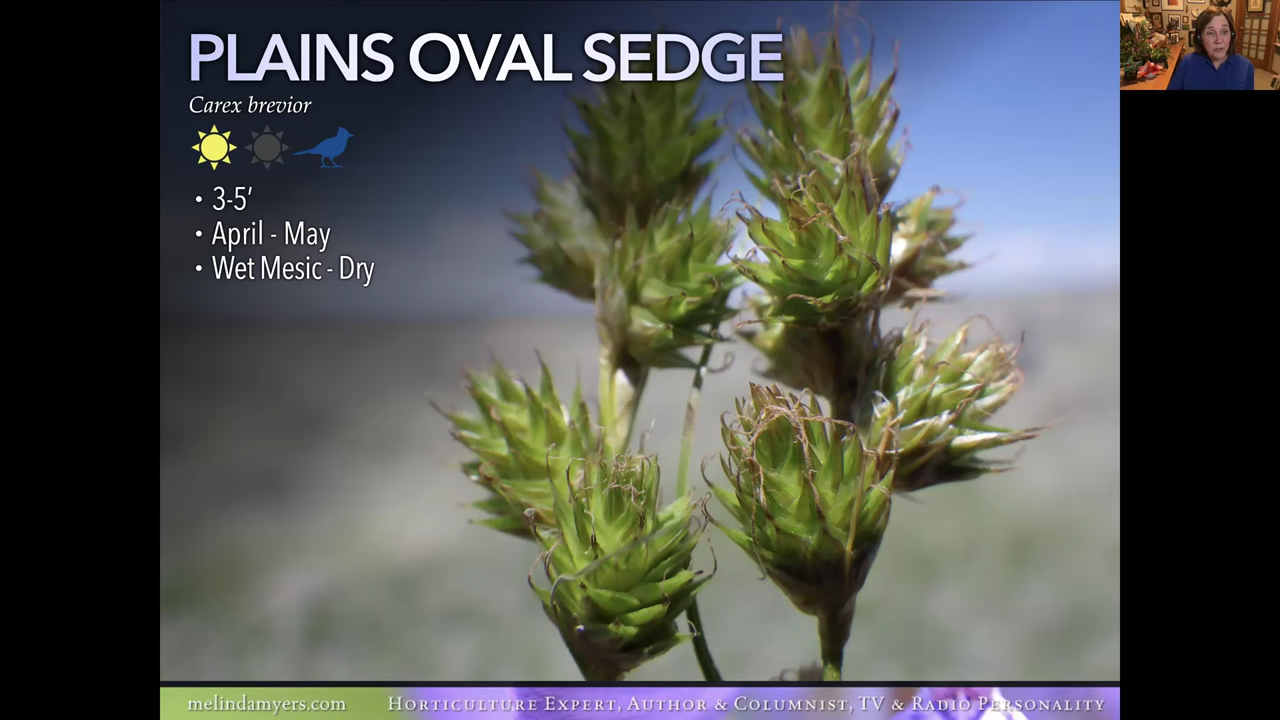 PLAINS OVAL SEDGE
Carex brevior
• 3-5′
• April - May
• Wet Mesic - Dry
melindamyers.com HORTICULTURE EXPERT, AUTHOR & COLUMNIST, TV & RADIO PERSONALITY